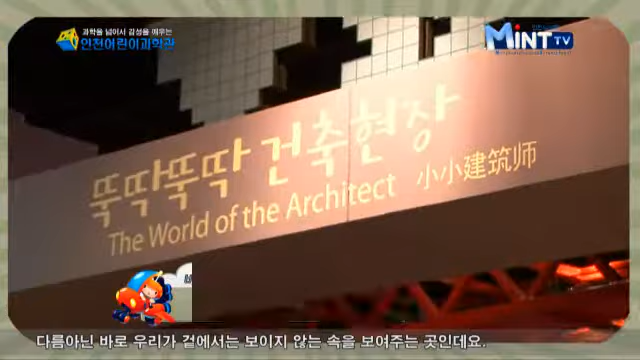 과학을 넘어서 감성을 깨우는
인천어린이과학관
MINT TV
뚝딱뚝딱 건축현장
The World of the Architect 小小建筑师
다름아닌 바로 우리가 겉에서는 보이지 않는 속을 보여주는 곳인데요.